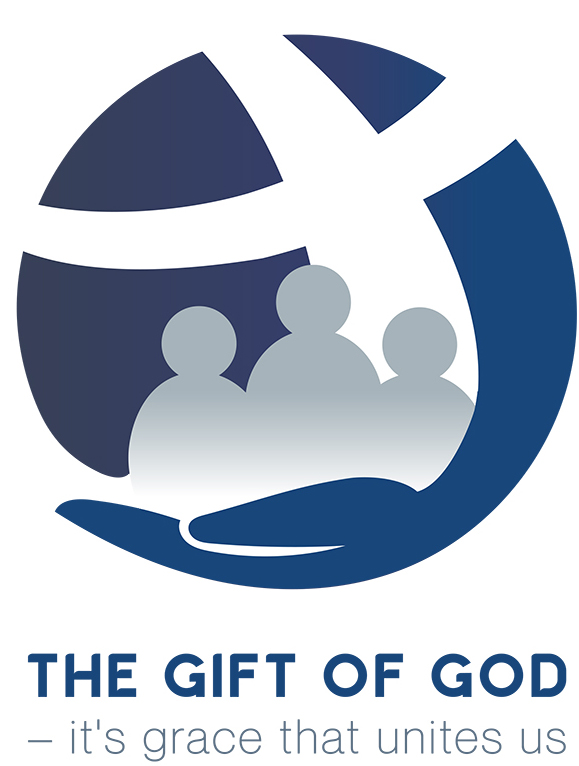 THE GIFT OF GOD
– it's grace that unites us